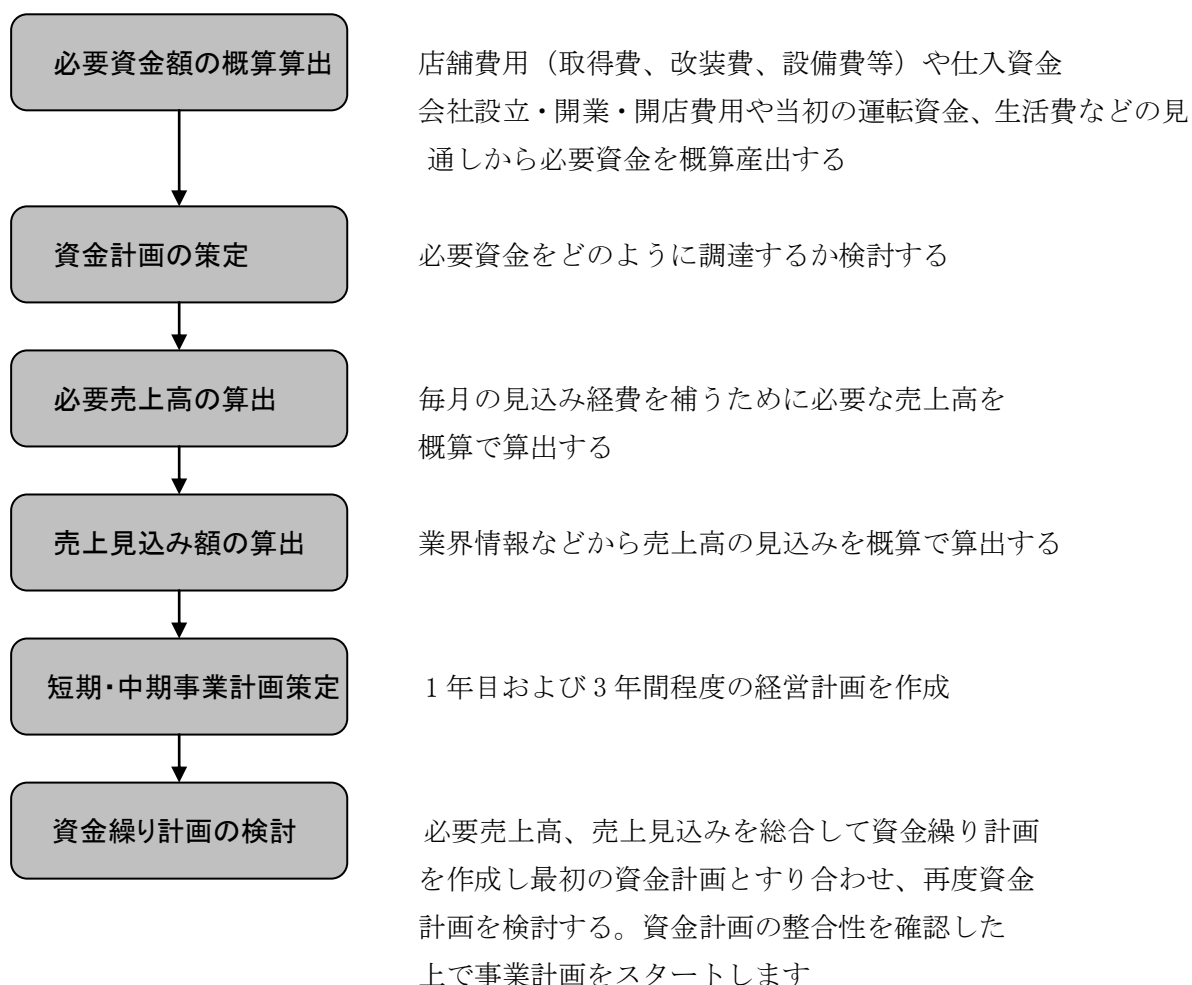 必要資金額の概算算出
店舗費用（取得費、改装費、設備費等）や仕入資金
会社設立・開業・開店費用や当初の運転資金、生活費などの見
通しから必要資金を概算産出する
資金計画の策定
必要資金をどのように調達するか検討する
必要売上高の算出
毎月の見込み経費を補うために必要な売上高を
概算で算出する
売上見込み額の算出
業界情報などから売上高の見込みを概算で算出する
短期・中期事業計画策定
1年目および3年間程度の経営計画を作成
資金繰り計画の検討
必要売上高、売上見込みを総合して資金繰り計画
を作成し最初の資金計画とすり合わせ、再度資金
計画を検討する。資金計画の整合性を確認した
上で事業計画をスタートします